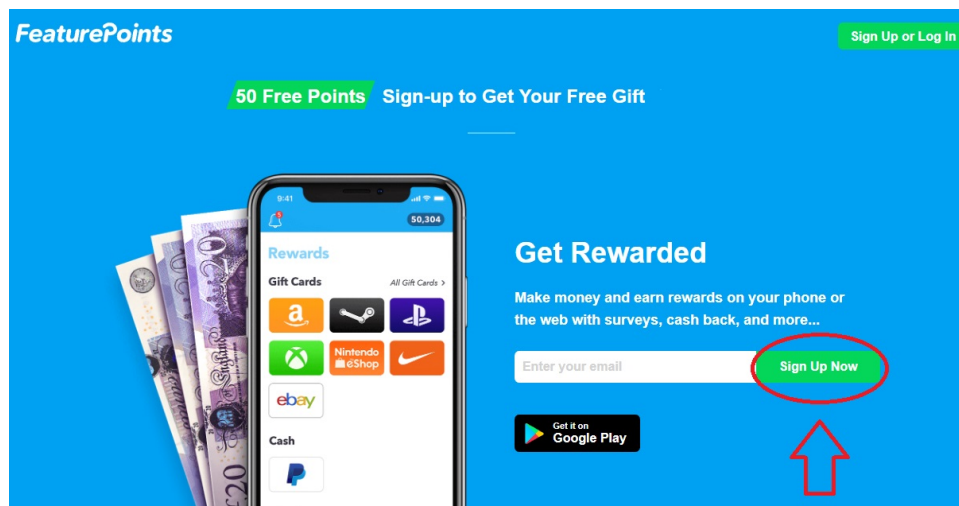 FeaturePoints
Sign Up or Log In
50 Free Points Sign-up to Get Your Free Gift
9:41
5
50,304
Rewards
Gift Cards
All Gift Cards >
a
Nintendo
eShop
ebay
Cash
£20
Get Rewarded
Make money and earn rewards on your phone or
the web with surveys, cash back, and more...
Enter your email
Sign Up Now
Get it on
Google Play